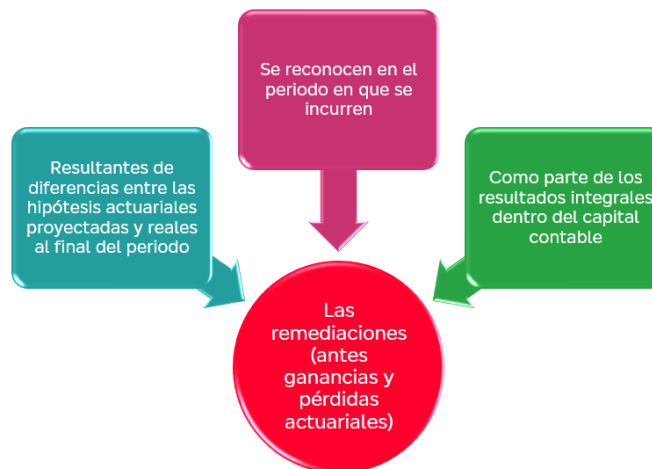 Se reconocen en el
periodo en que se
incurren
Resultantes de
diferencias entre las
hipótesis actuariales
proyectadas y reales
al final del periodo
Como parte de los
resultados integrales
dentro del capital
contable
Las
remediaciones
(antes
ganancias y
pérdidas
actuariales)